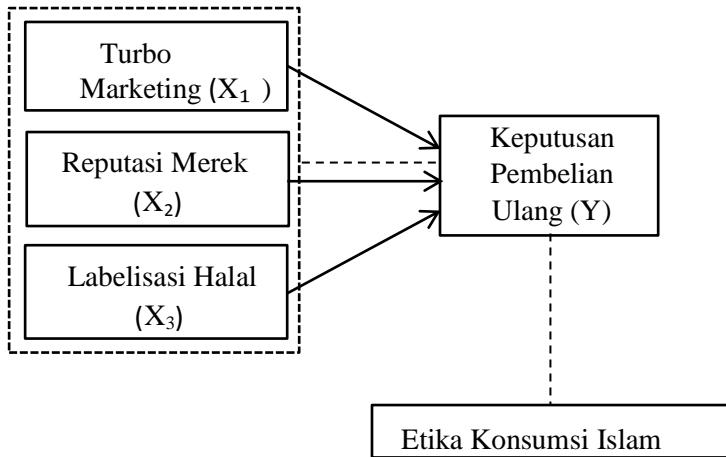 Turbo
Marketing (X₁ )
Reputasi Merek
(X₂)
Labelisasi Halal
(X₃)
Keputusan
Pembelian
Ulang (Y)
Etika Konsumsi Islam